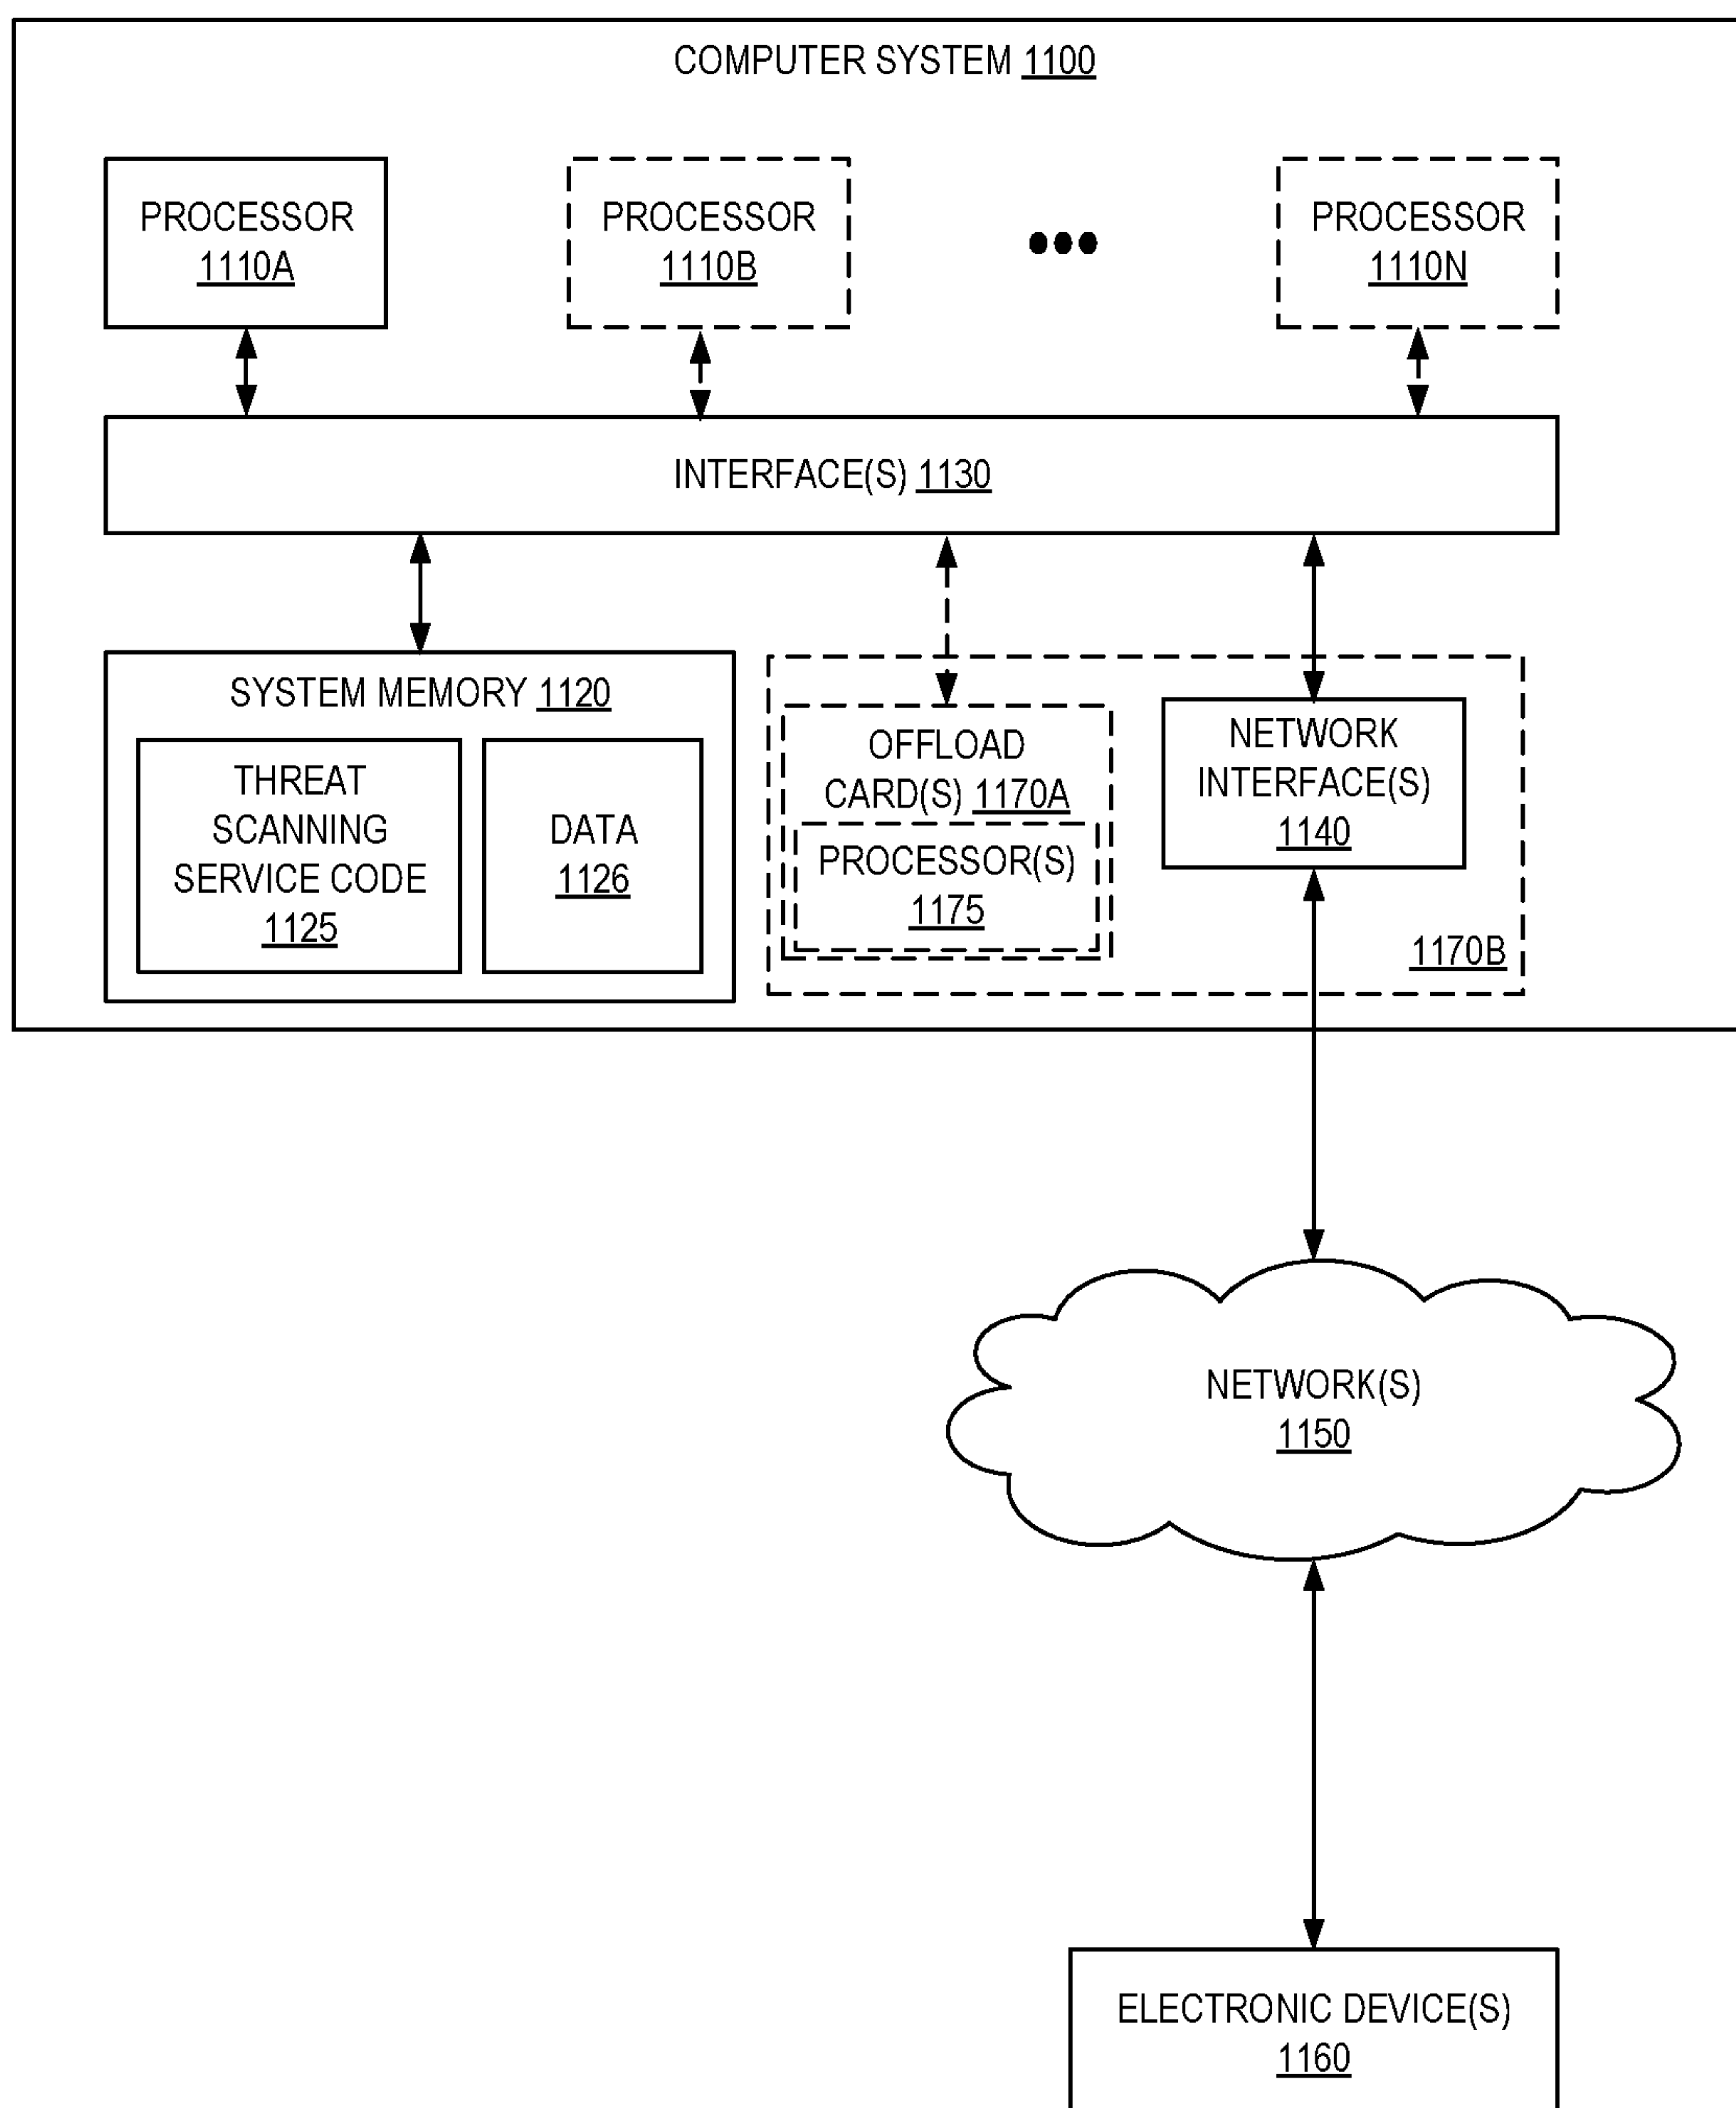 COMPUTER SYSTEM 1100
PROCESSOR
1110A
PROCESSOR
1110B
PROCESSOR
1110N
INTERFACE(S) 1130
SYSTEM MEMORY 1120
THREAT
SCANNING
SERVICE CODE
1125
DATA
1126
OFFLOAD
CARD(S) 1170A
PROCESSOR(S)
1175
NETWORK
INTERFACE(S)
1140
1170B
NETWORK(S)
1150
ELECTRONIC DEVICE(S)
1160